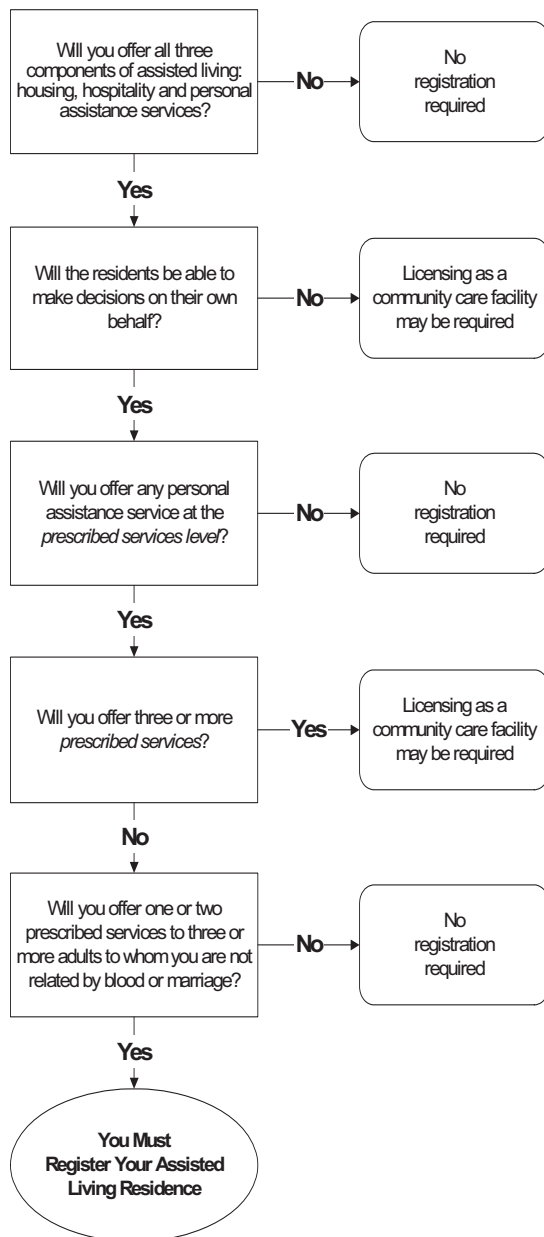 Will you offer all three
components of assisted living:
housing, hospitality and personal
assistance services?
No
No
registration
required
Yes
Will the residents be able to
make decisions on their own
behalf?
No
Licensing as a
community care facility
may be required
Yes
Will you offer any personal
assistance service at the
prescribed services level?
No
No
registration
required
Yes
Will you offer three or more
prescribed services?
Yes
Licensing as a
community care facility
may be required
No
Will you offer one or two
prescribed services to three or
more adults to whom you are not
related by blood or marriage?
No
No
registration
required
Yes
You Must
Register Your Assisted
Living Residence